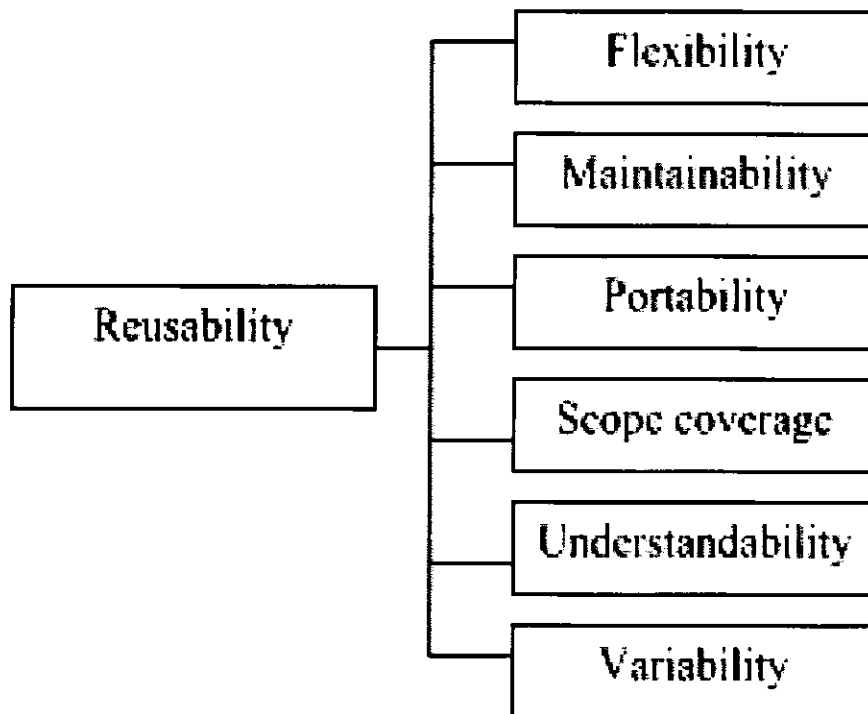 Flexibility
Maintainability
Portability
Reusability
Scope coverage
Understandability
Variability